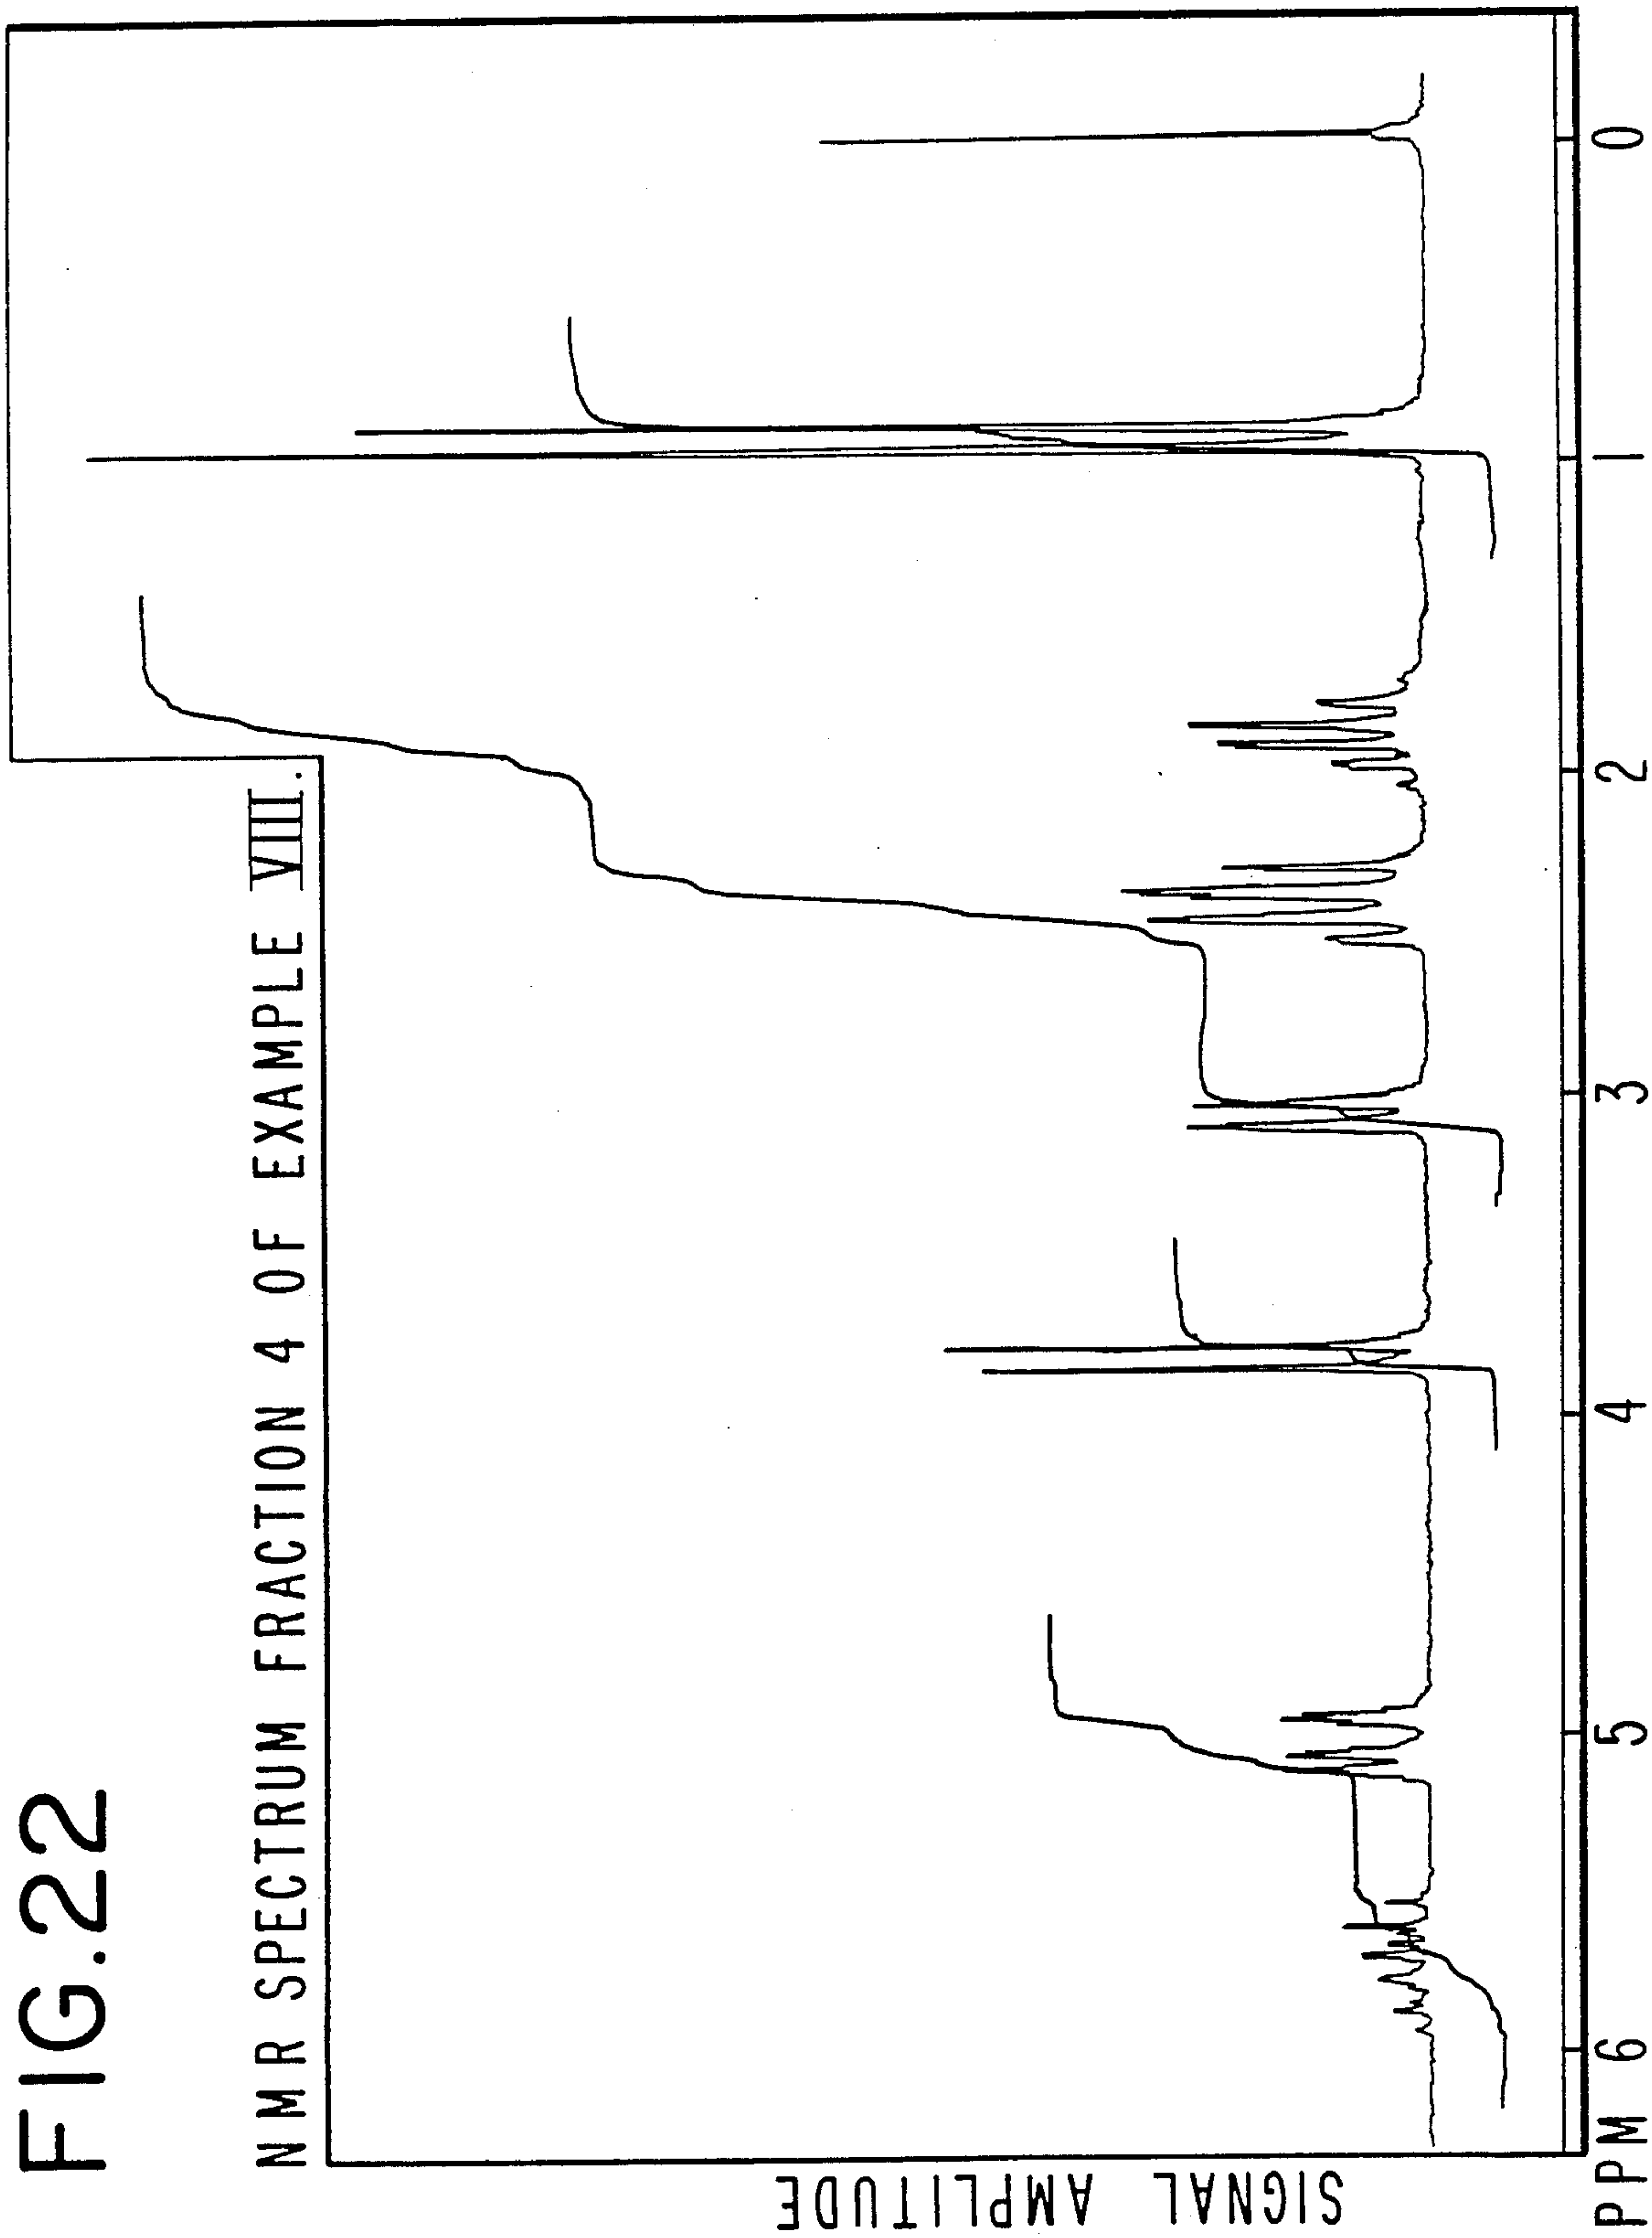 FIG.22
NMR SPECTRUM FRACTION 4 OF EXAMPLE VIII.
SIGNAL AMPLITUDE
PPM 6 5 4 3 2 1 0